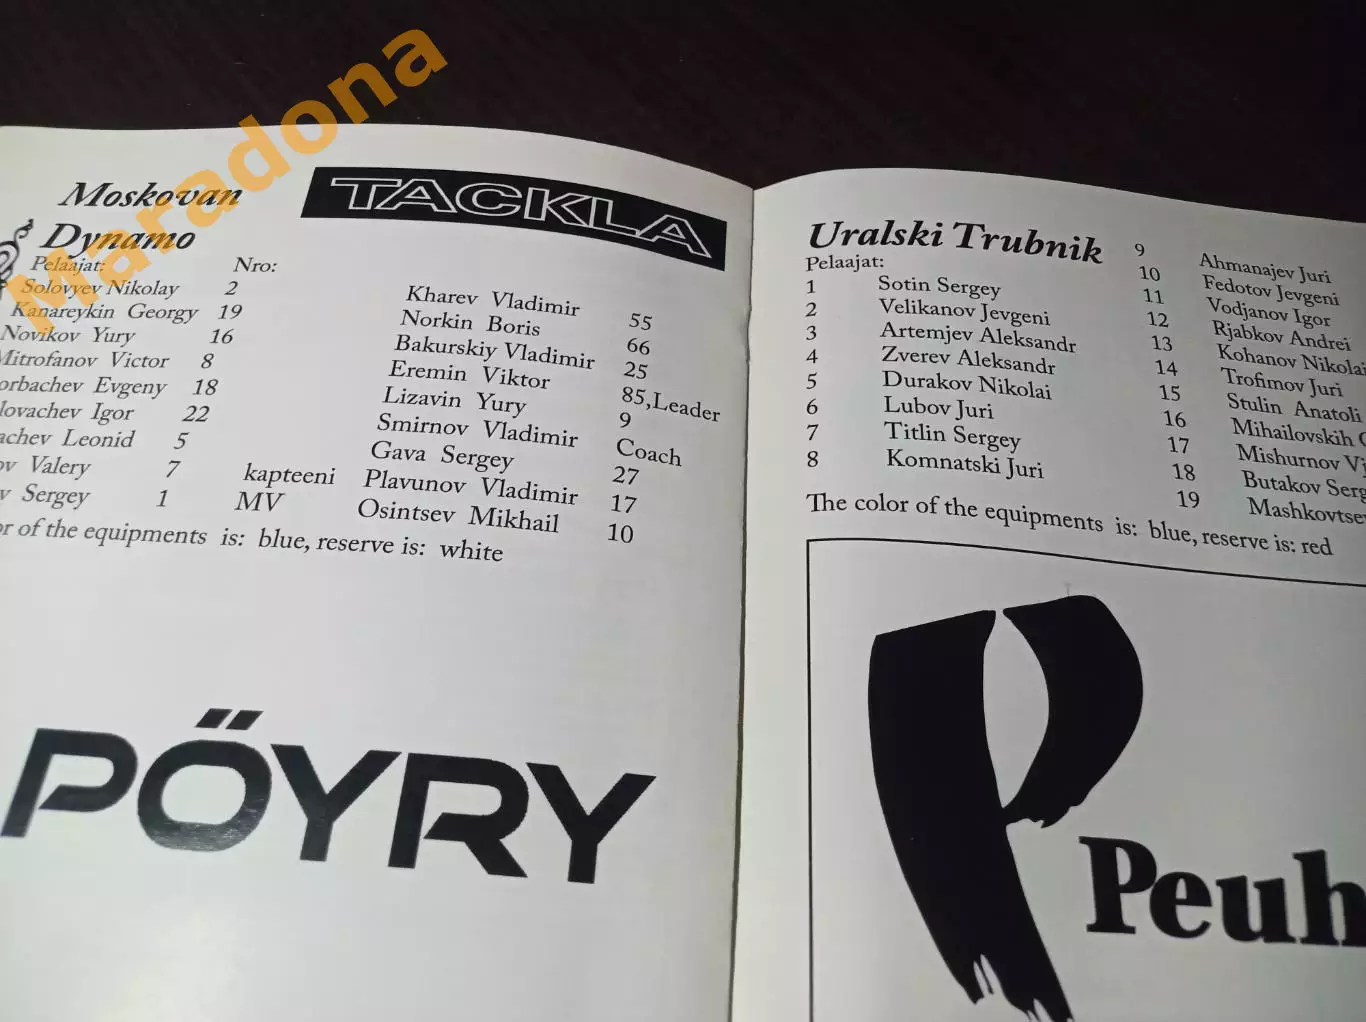 Maradona
Moskovan
Dynamo
TACKLA
Pelaajat: Nro:
Solovyev Nikolay 2
Kanareykin Georgy 19
Novikov Yury 16
Mitrofanov Victor 8
orbachev Evgeny 18
lovachev Igor 22
achev Leonid 5
ov Valery 7 kapteeni
v Sergey 1 MV
Kharev Vladimir 55
Norkin Boris 66
Bakurskiy Vladimir 25
Eremin Viktor 85,Leader
Lizavin Yury 9
Smirnov Vladimir Coach
Gava Sergey 27
Plavunov Vladimir 17
Osintsev Mikhail 10
or of the equipments is: blue, reserve is: white
PÖYRY
Uralski Trubnik
Pelaajat:
1 Sotin Sergey
2 Velikanov Jevgeni
3 Artemjev Aleksandr
4 Zverev Aleksandr
5 Durakov Nikolai
6 Lubov Juri
7 Titlin Sergey
8 Komnatski Juri
9 Ahmanajev Juri
10 Fedotov Jevgeni
11 Vodjanov Igor
12 Rjabkov Andrei
13 Kohanov Nikolai
14 Trofimov Juri
15 Stulin Anatoli
16 Mihailovskih
17 Mishurnov Vj
18 Butakov Serg
19 Mashkovtsev
The color of the equipments is: blue, reserve is: red
Peuh